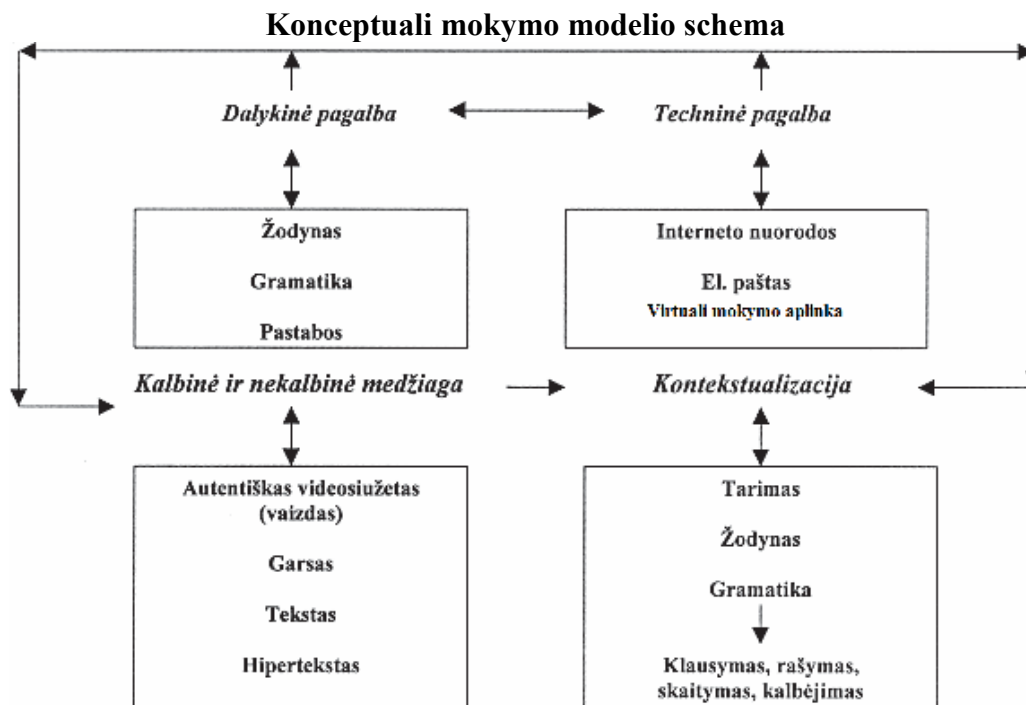 Konceptuali mokymo modelio schema
Dalykinė pagalba
Techninė pagalba
Žodynas
Gramatika
Pastabos
Interneto nuorodos
El. paštas
Virtuali mokymo aplinka
Kalbinė ir nekalbinė medžiaga
Kontekstualizacija
Autentiškas videosiužetas
(vaizdas)
Garsas
Tekstas
Hipertekstas
Tarimas
Žodynas
Gramatika
Klausymas, rašymas,
skaitymas, kalbėjimas